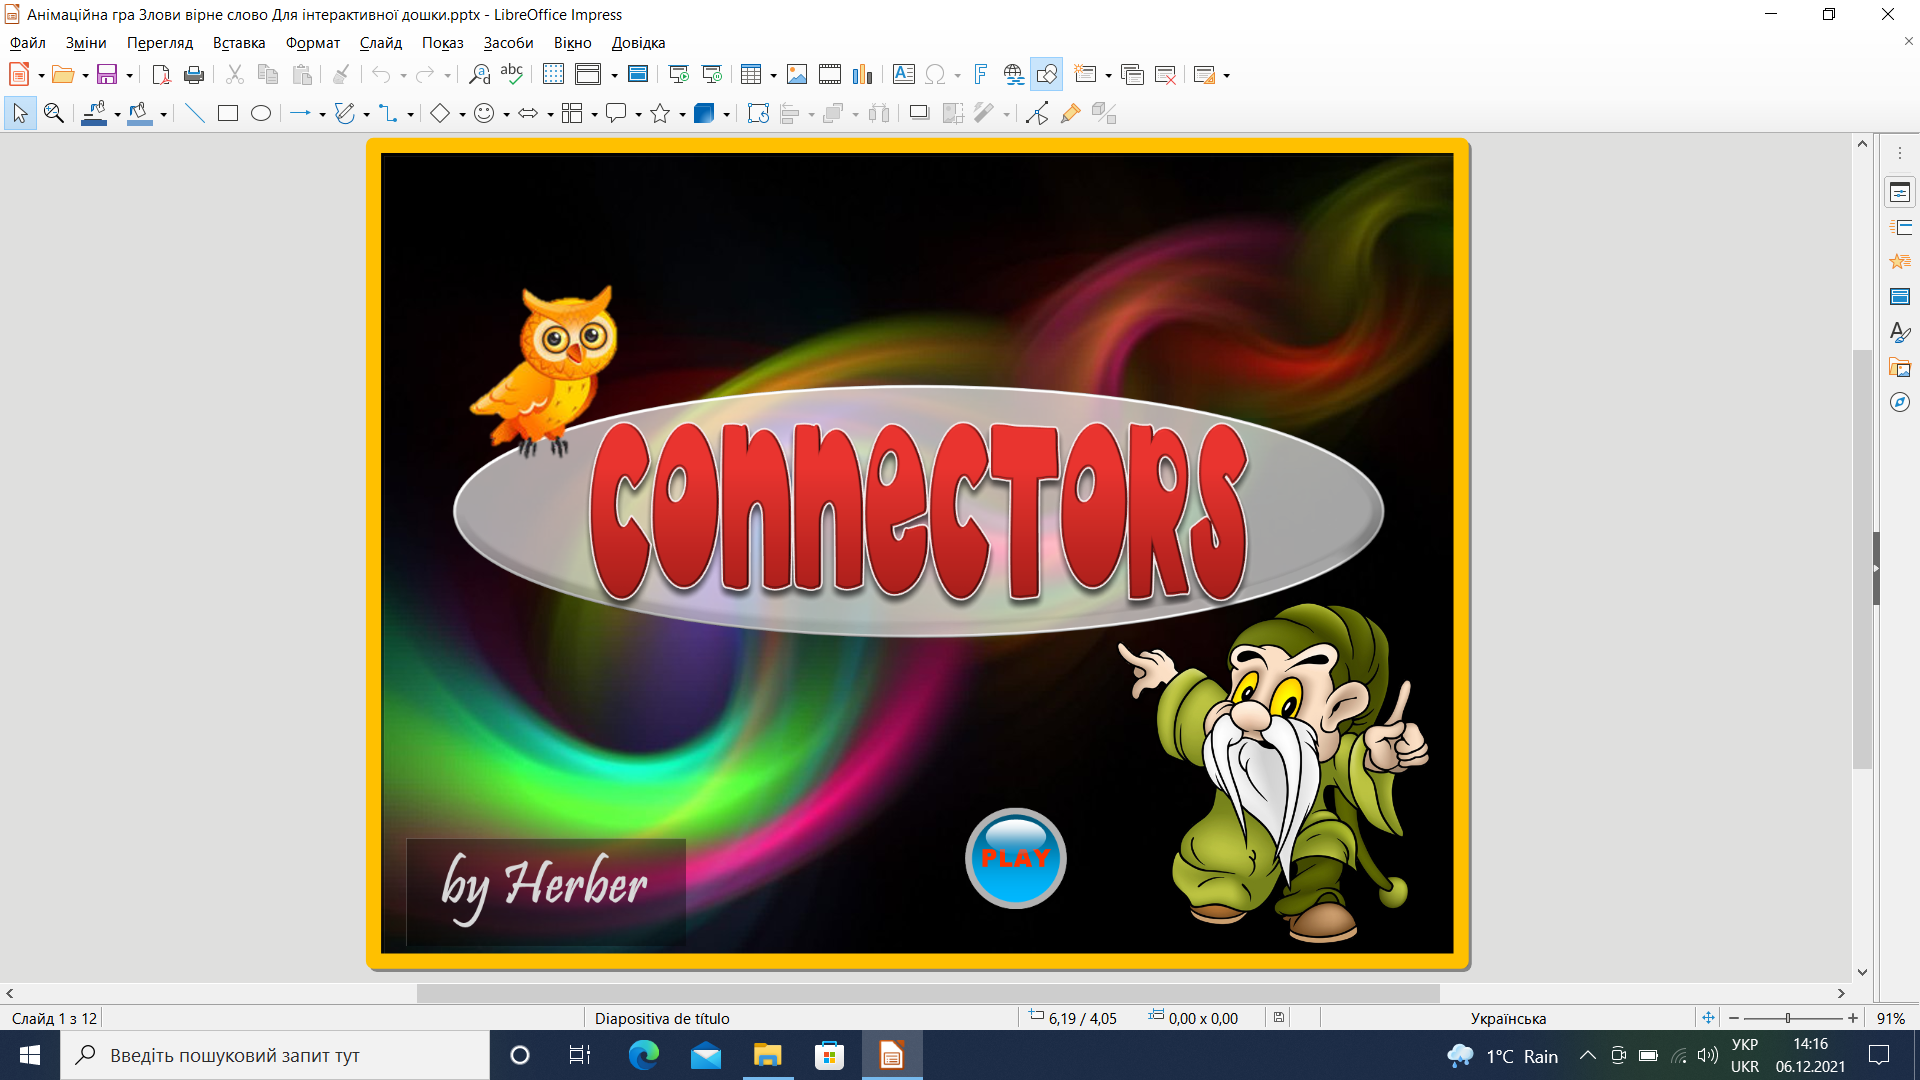 Анімаційна гра Злови вірне слово Для інтерактивної дошки.pptx - LibreOffice Impress
Файл Зміни Перегляд Вставка Формат Слайд Показ Засоби Вікно Довідка
abc
CONNECTORS
PLAY
by Herber
Слайд 1 з 12 Diapositiva de título 6,19 / 4,05 0,00 x 0,00 Українська 91%
Введіть пошуковий запит тут 1°C Rain УКР 14:16
UKR 06.12.2021